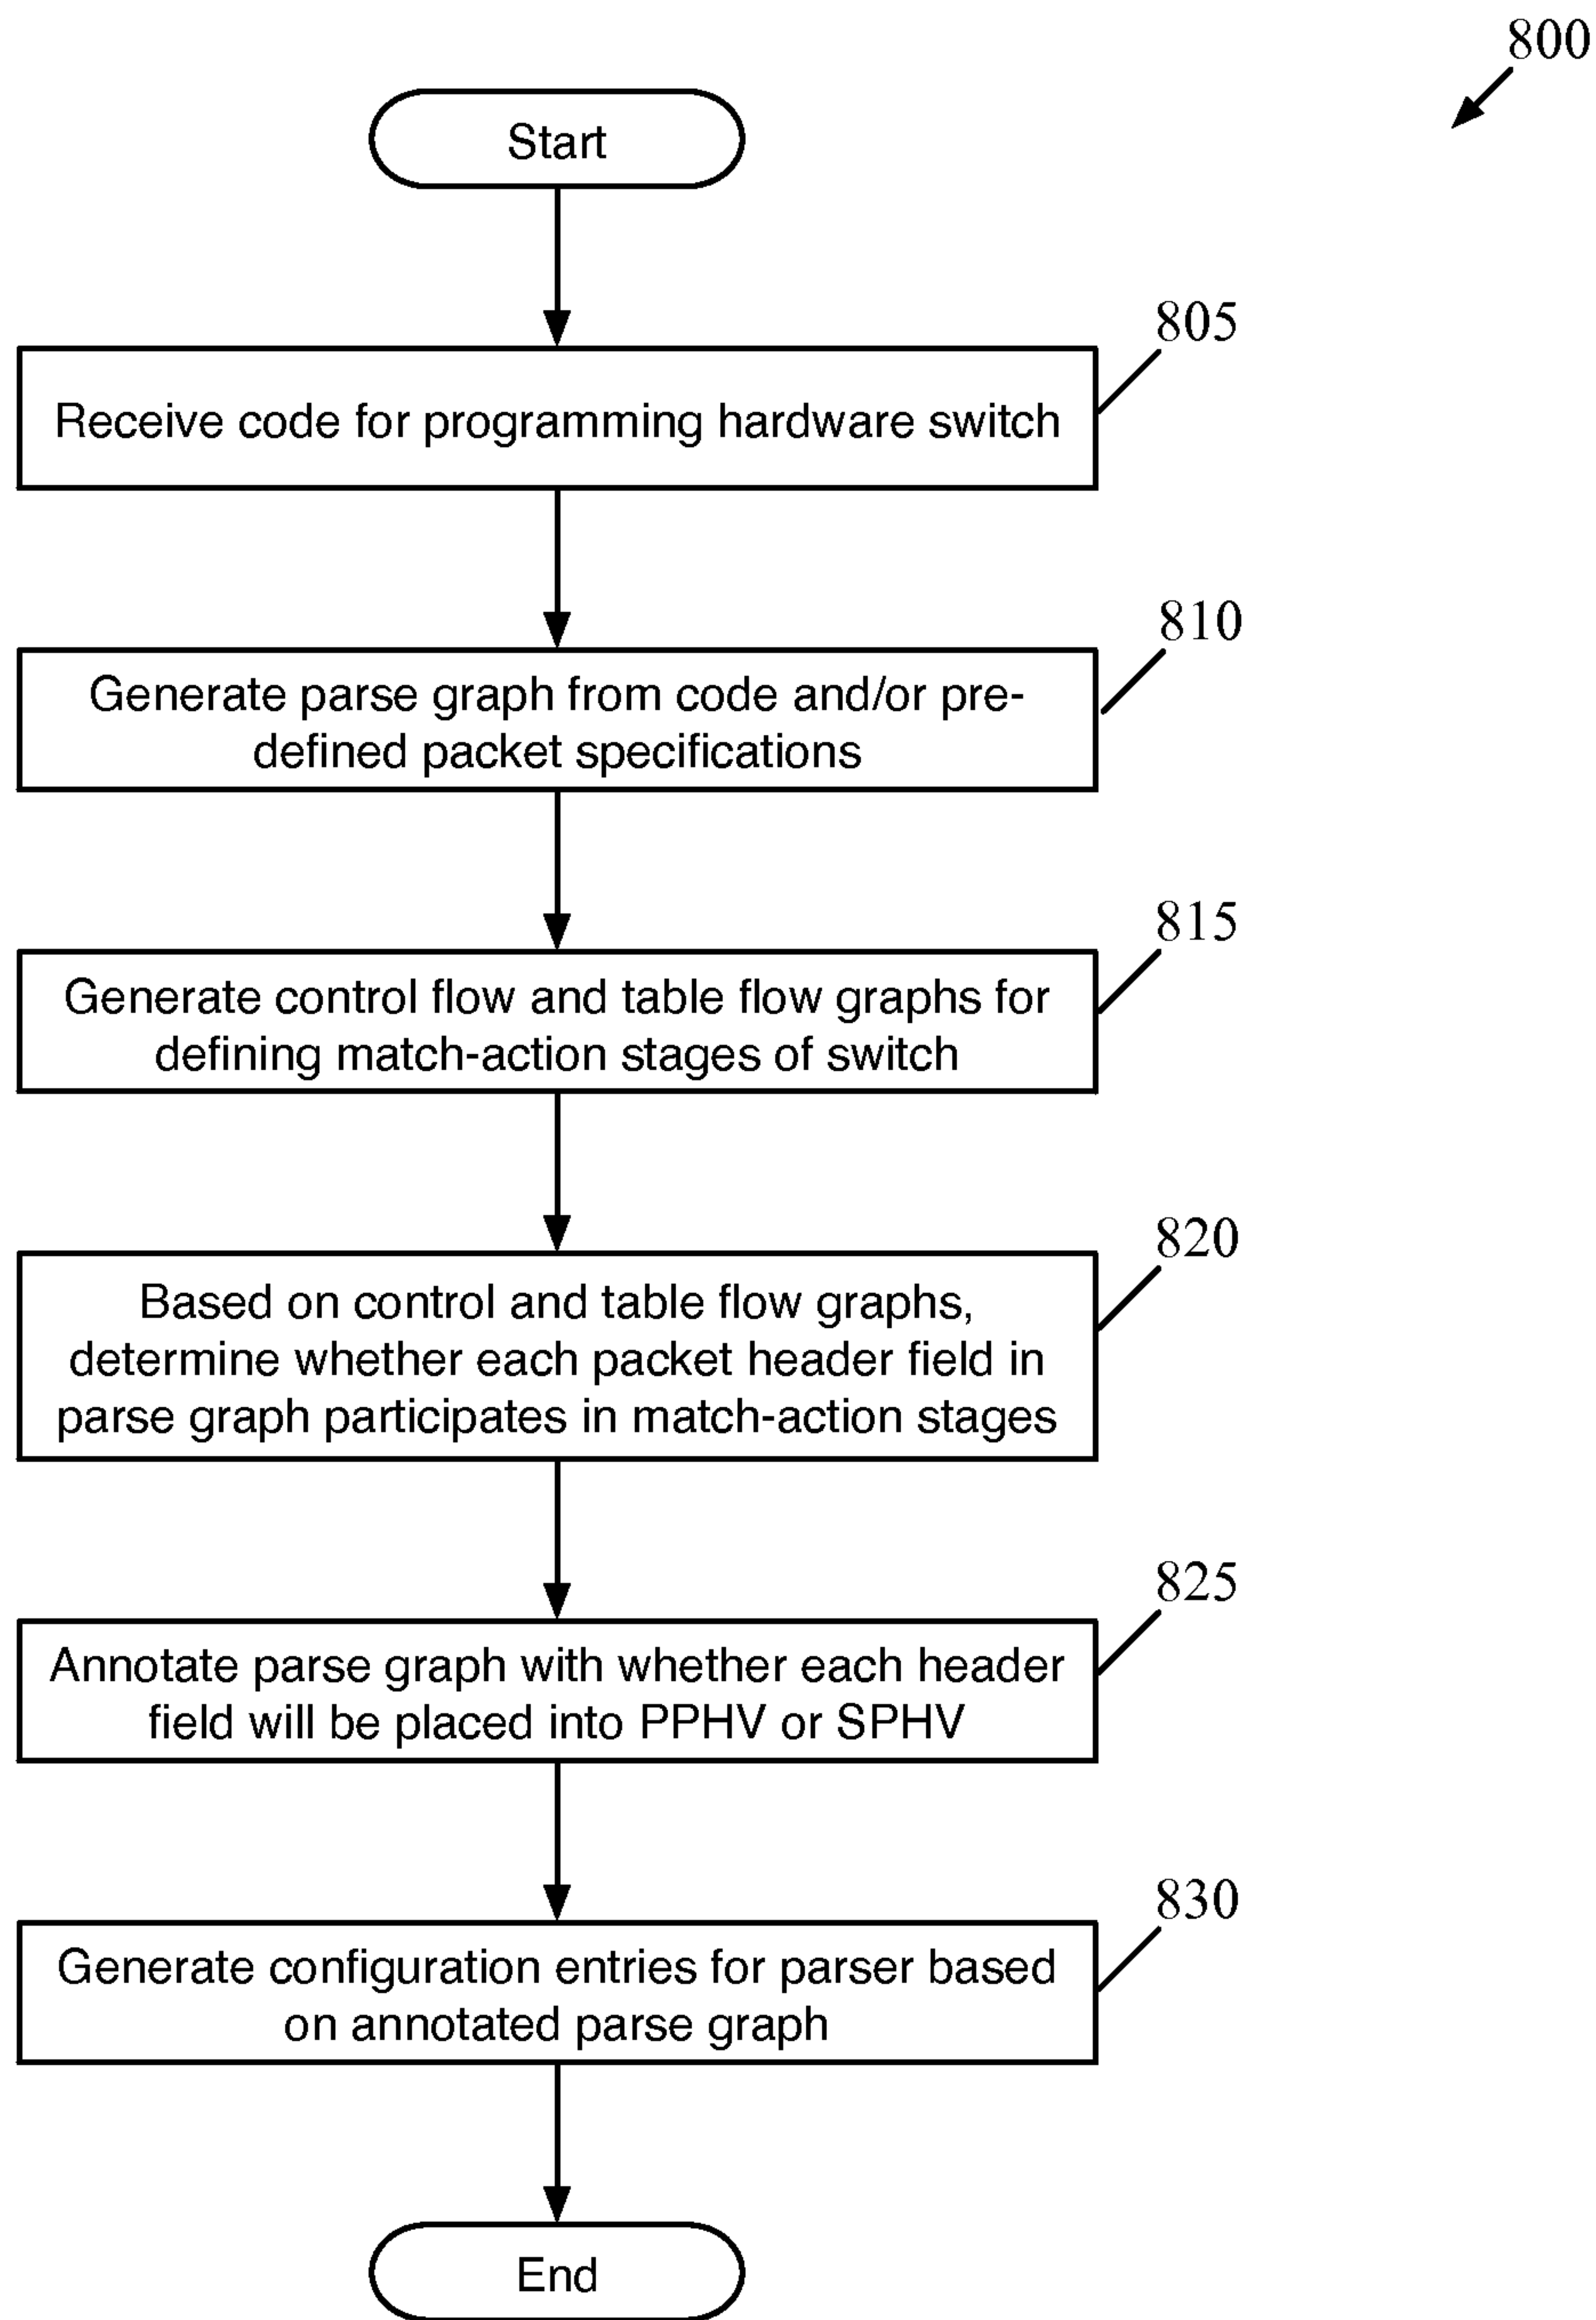 800
Start
805
Receive code for programming hardware switch
810
Generate parse graph from code and/or pre-
defined packet specifications
815
Generate control flow and table flow graphs for
defining match-action stages of switch
820
Based on control and table flow graphs,
determine whether each packet header field in
parse graph participates in match-action stages
825
Annotate parse graph with whether each header
field will be placed into PPHV or SPHV
830
Generate configuration entries for parser based
on annotated parse graph
End